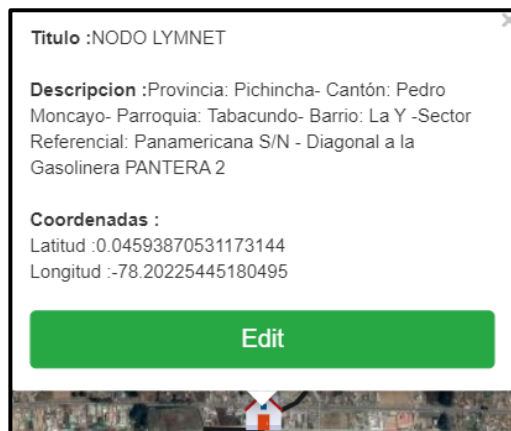 Titulo :NODO LYMNET
Descripcion :Provincia: Pichincha- Cantón: Pedro
Moncayo- Parroquia: Tabacundo- Barrio: La Y -Sector
Referencial: Panamericana S/N - Diagonal a la
Gasolinera PANTERA 2
Coordenadas :
Latitud :0.04593870531173144
Longitud :-78.20225445180495
Edit